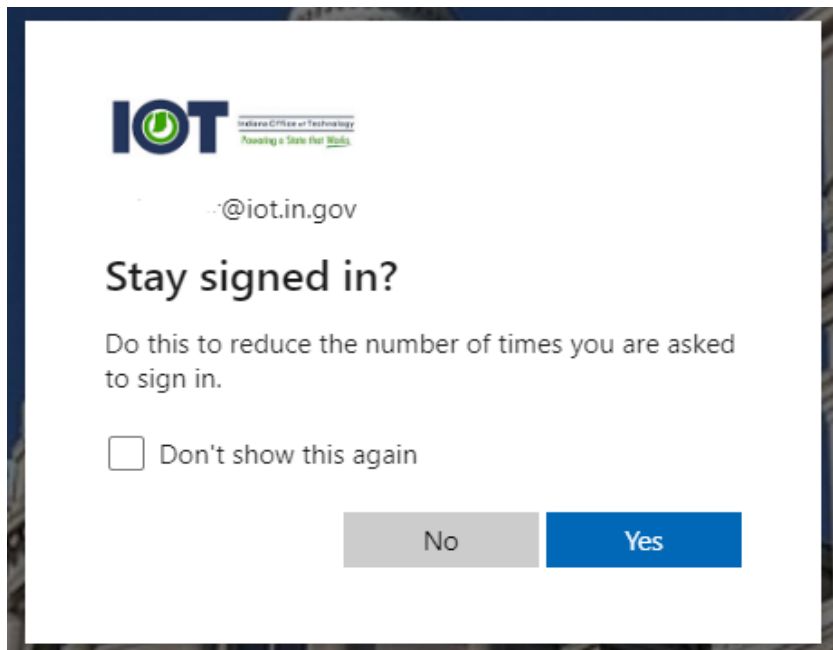 IOT
Indiana Office of Technology
Powering a State that Works.
@iot.in.gov
Stay signed in?
Do this to reduce the number of times you are asked
to sign in.
Don't show this again
No
Yes